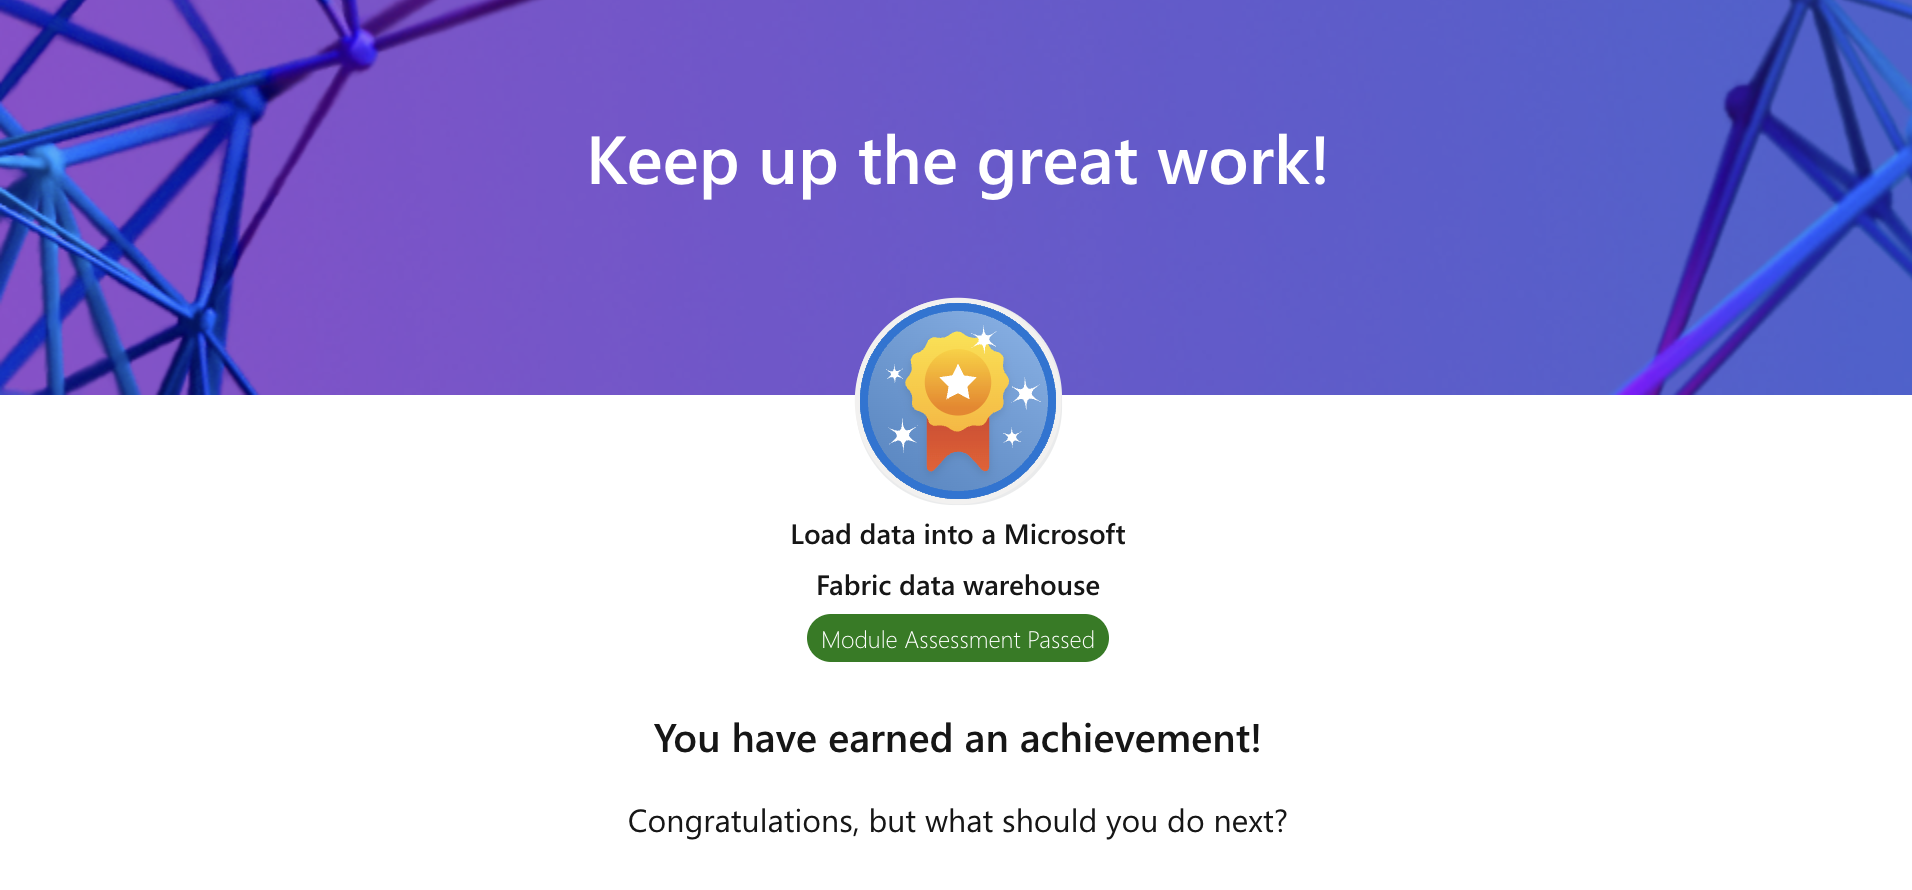 Keep up the great work!
Load data into a Microsoft
Fabric data warehouse
Module Assessment Passed
You have earned an achievement!
Congratulations, but what should you do next?